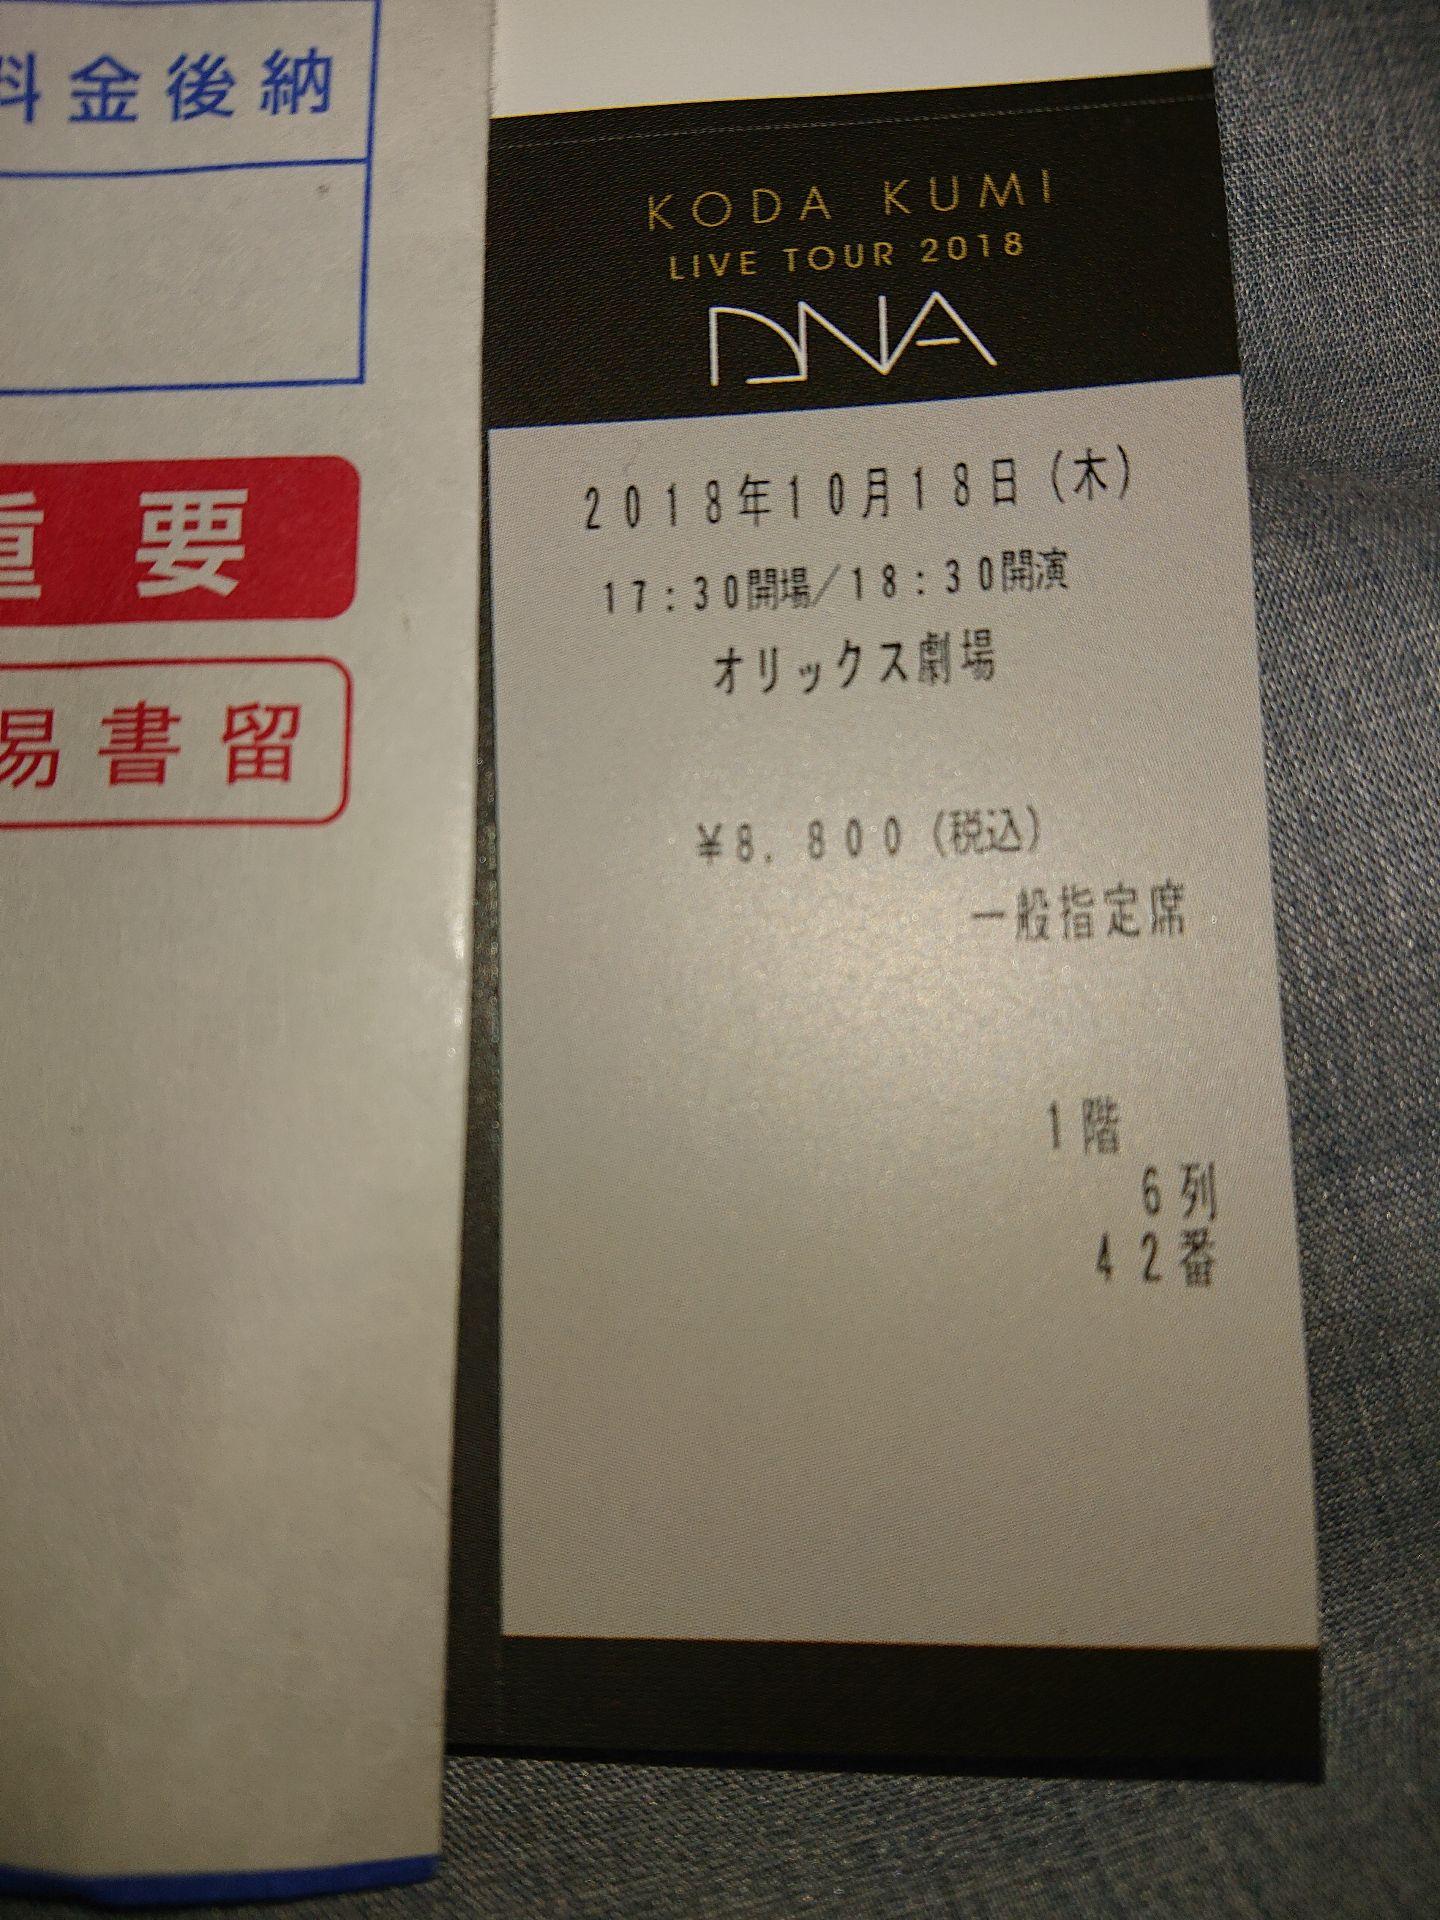 料金後納
重要
易書留
KODA KUMI
LIVE TOUR 2018
DNA
2018年10月18日(木)
17:30開場/18:30開演
オリックス劇場
¥8,800(税込)
一般指定席
1階
6列
42番